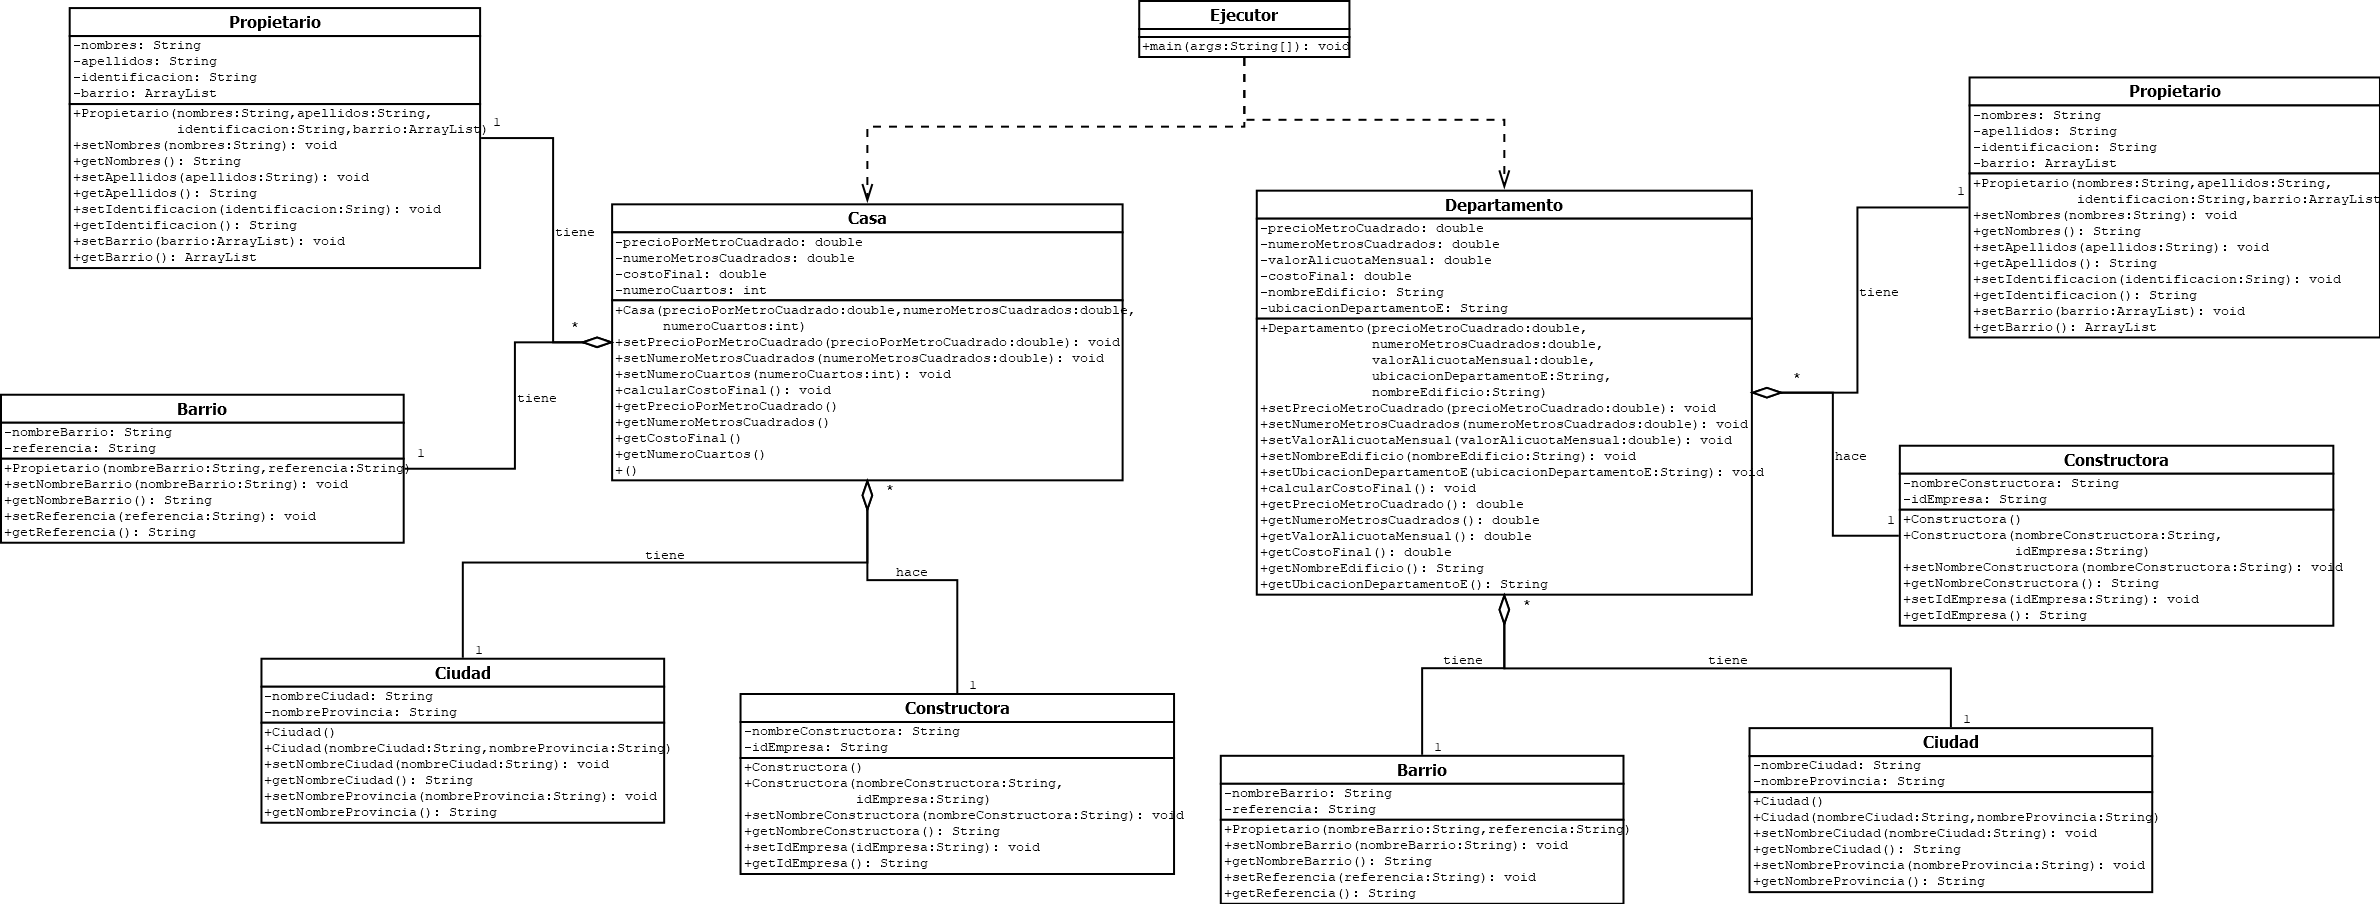 Propietario
-nombres: String
-apellidos: String
-identificacion: String
-barrio: ArrayList
+Propietario(nombres:String,apellidos:String,
identificacion:String,barrio:ArrayList)
+setNombres(nombres:String): void
+getNombres(): String
+setApellidos(apellidos:String): void
+getApellidos(): String
+setIdentificacion(identificacion:Sring): void
+getIdentificacion(): String
+setBarrio(barrio:ArrayList): void
+getBarrio(): ArrayList
1
tiene
Ejecutor
+main(args:String[]): void
Casa
-precioPorMetroCuadrado: double
-numeroMetrosCuadrados: double
-costoFinal: double
-numeroCuartos: int
+Casa(precioPorMetroCuadrado:double,numeroMetrosCuadrados:double,
numeroCuartos:int)
+setPrecioPorMetroCuadrado(precioPorMetroCuadrado:double): void
+setNumeroMetrosCuadrados(numeroMetrosCuadrados:double): void
+setNumeroCuartos(numeroCuartos:int): void
+calcularCostoFinal(): void
+getPrecioPorMetroCuadrado()
+getNumeroMetrosCuadrados()
+getCostoFinal()
+getNumeroCuartos()
+()
*
*
tiene
1
Barrio
-nombreBarrio: String
-referencia: String
+Propietario(nombreBarrio:String,referencia:String)
+setNombreBarrio(nombreBarrio:String): void
+getNombreBarrio(): String
+setReferencia(referencia:String): void
+getReferencia(): String
tiene
hace
1
Ciudad
-nombreCiudad: String
-nombreProvincia: String
+Ciudad()
+Ciudad(nombreCiudad:String,nombreProvincia:String)
+setNombreCiudad(nombreCiudad:String): void
+getNombreCiudad(): String
+setNombreProvincia(nombreProvincia:String): void
+getNombreProvincia(): String
1
Constructora
-nombreConstructora: String
-idEmpresa: String
+Constructora()
+Constructora(nombreConstructora:String,
idEmpresa:String)
+setNombreConstructora(nombreConstructora:String): void
+getNombreConstructora(): String
+setIdEmpresa(idEmpresa:String): void
+getIdEmpresa(): String
Departamento
-precioMetroCuadrado: double
-numeroMetrosCuadrados: double
-valorAlicuotaMensual: double
-costoFinal: double
-nombreEdificio: String
-ubicacionDepartamentoE: String
+Departamento(precioMetroCuadrado:double,
numeroMetrosCuadrados:double,
valorAlicuotaMensual:double,
ubicacionDepartamentoE:String,
nombreEdificio:String)
+setPrecioMetroCuadrado(precioMetroCuadrado:double): void
+setNumeroMetrosCuadrados(numeroMetrosCuadrados:double): void
+setValorAlicuotaMensual(valorAlicuotaMensual:double): void
+setNombreEdificio(nombreEdificio:String): void
+setUbicacionDepartamentoE(ubicacionDepartamentoE:String): void
+calcularCostoFinal(): void
+getPrecioMetroCuadrado(): double
+getNumeroMetrosCuadrados(): double
+getValorAlicuotaMensual(): double
+getCostoFinal(): double
+getNombreEdificio(): String
+getUbicacionDepartamentoE(): String
*
*
1
tiene
Propietario
-nombres: String
-apellidos: String
-identificacion: String
-barrio: ArrayList
+Propietario(nombres:String,apellidos:String,
identificacion:String,barrio:ArrayList
+setNombres(nombres:String): void
+getNombres(): String
+setApellidos(apellidos:String): void
+getApellidos(): String
+setIdentificacion(identificacion:Sring): void
+getIdentificacion(): String
+setBarrio(barrio:ArrayList): void
+getBarrio(): ArrayList
hace
1
Constructora
-nombreConstructora: String
-idEmpresa: String
+Constructora()
+Constructora(nombreConstructora:String,
idEmpresa:String)
+setNombreConstructora(nombreConstructora:String): void
+getNombreConstructora(): String
+setIdEmpresa(idEmpresa:String): void
+getIdEmpresa(): String
tiene
tiene
1
Barrio
-nombreBarrio: String
-referencia: String
+Propietario(nombreBarrio:String,referencia:String)
+setNombreBarrio(nombreBarrio:String): void
+getNombreBarrio(): String
+setReferencia(referencia:String): void
+getReferencia(): String
1
Ciudad
-nombreCiudad: String
-nombreProvincia: String
+Ciudad()
+Ciudad(nombreCiudad:String,nombreProvincia:String)
+setNombreCiudad(nombreCiudad:String): void
+getNombreCiudad(): String
+setNombreProvincia(nombreProvincia:String): void
+getNombreProvincia(): String